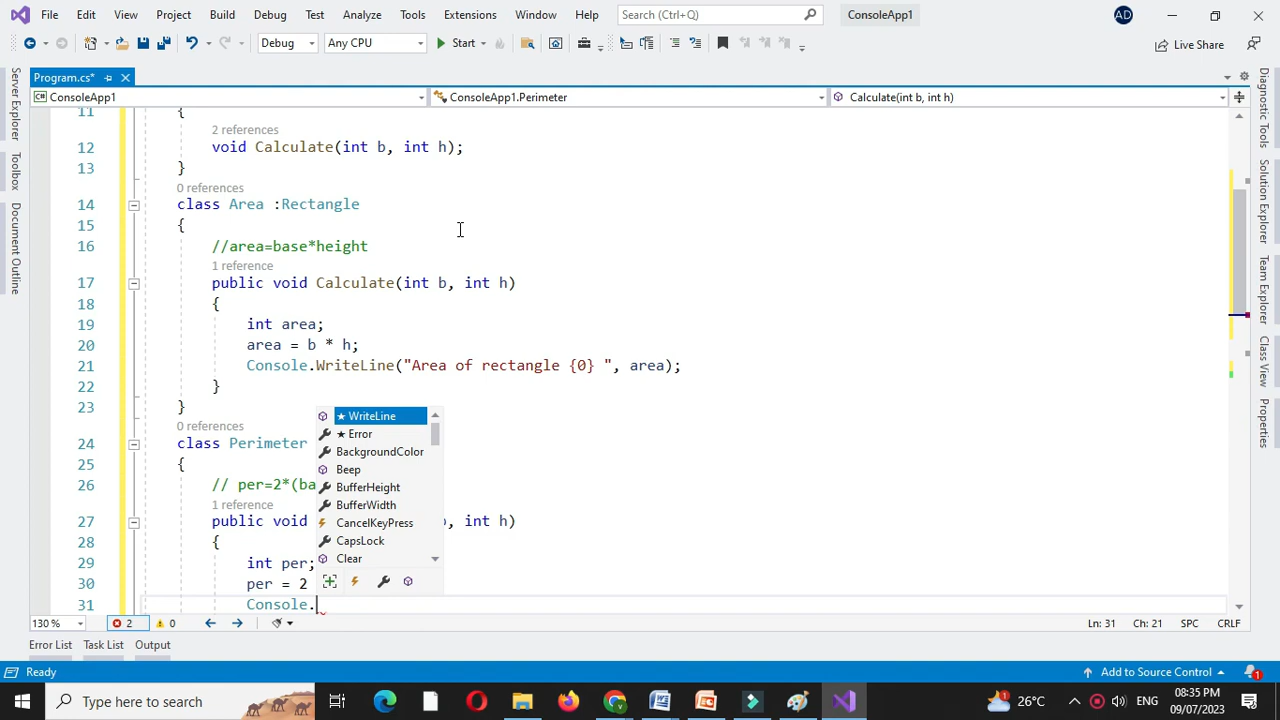 File Edit View Project Build Debug Test Analyze Tools Extensions Window Help Search (Ctrl+Q) ConsoleApp1 AD
Debug Any CPU Start Live Share
Program.cs*
ConsoleApp1 ConsoleApp1.Perimeter Calculate(int b, int h)
Server Explorer
Toolbox
Document Outline
11 {
2 references
12 void Calculate(int b, int h);
13 }
0 references
14 class Area :Rectangle
15 {
16 //area=base*height
1 reference
17 public void Calculate(int b, int h)
18 {
19 int area;
20 area = b * h;
21 Console.WriteLine("Area of rectangle {0} ", area);
22 }
23 }
0 references
24 class Perimeter
25 {
26 // per=2*(ba
1 reference
27 public void b, int h)
28 {
29 int per;
30 per = 2
31 Console.
★ WriteLine
★ Error
BackgroundColor
Beep
BufferHeight
BufferWidth
CancelKeyPress
CapsLock
Clear
Diagnostic Tools
Solution Explorer
Team Explorer
Class View
Properties
130 % 2 0 Ln: 31 Ch: 21 SPC CRLF
Error List Task List Output
Ready Add to Source Control 1
Type here to search 26°C ENG 08:35 PM
09/07/2023